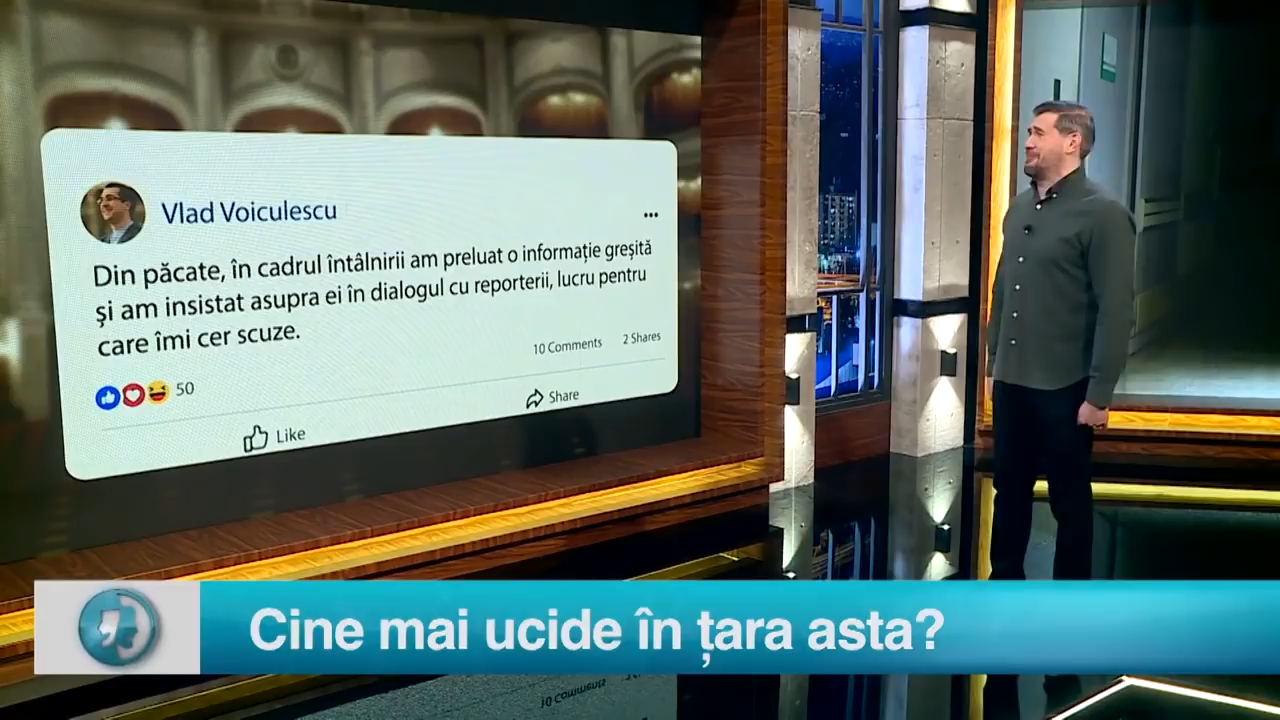 Vlad Voiculescu
Din păcate, în cadrul întâlnirii am preluat o informație greșită
și am insistat asupra ei în dialogul cu reporterii, lucru pentru
care îmi cer scuze.
50
10 Comments 2 Shares
Like
Share
Cine mai ucide în țara asta?
10 Comments